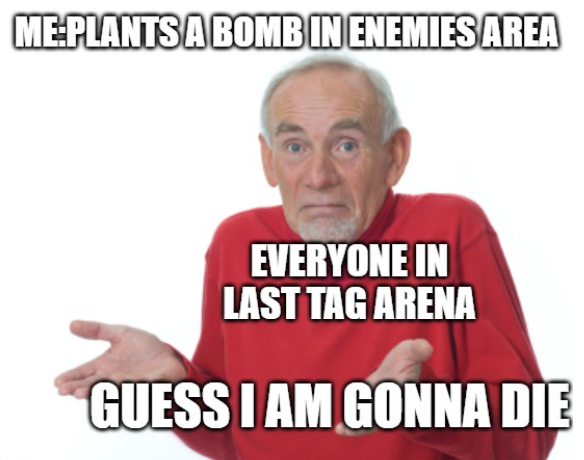 ME:PLANTS A BOMB IN ENEMIES AREA
EVERYONE IN
LAST TAG ARENA
GUESS I AM GONNA DIE